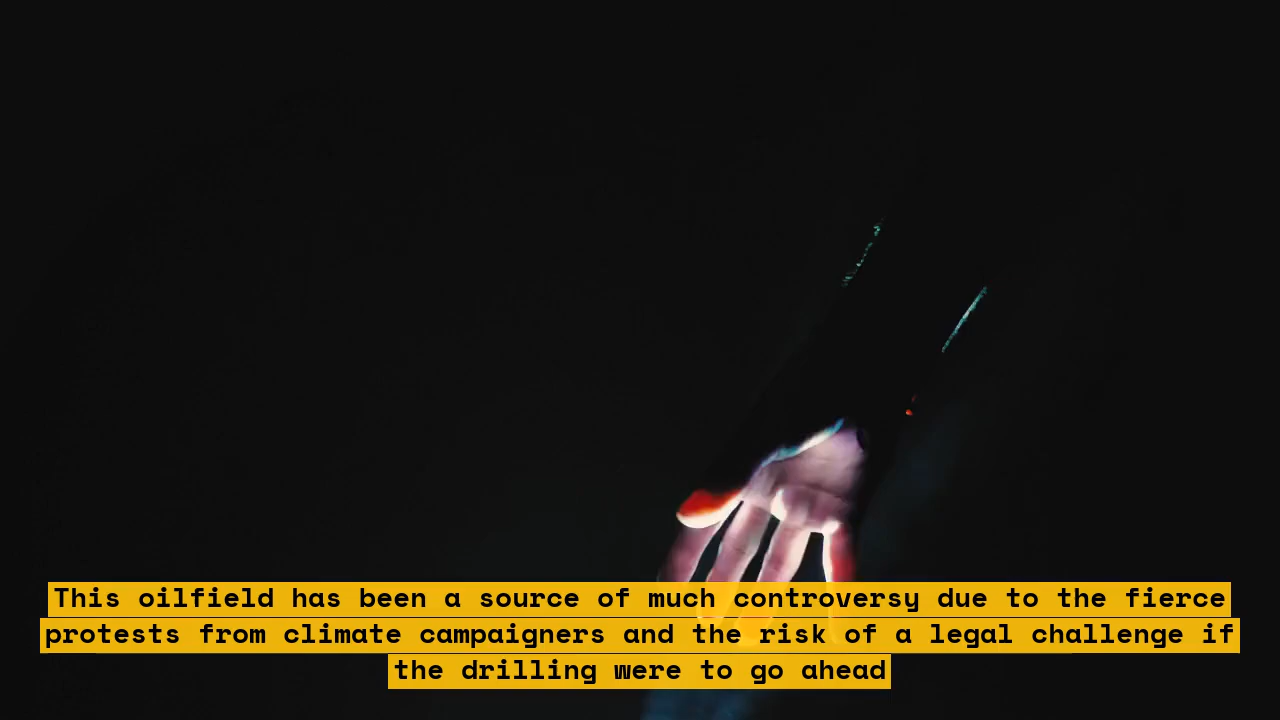 This oilfield has been a source of much controversy due to the fierce
protests from climate campaigners and the risk of a legal challenge if
the drilling were to go ahead